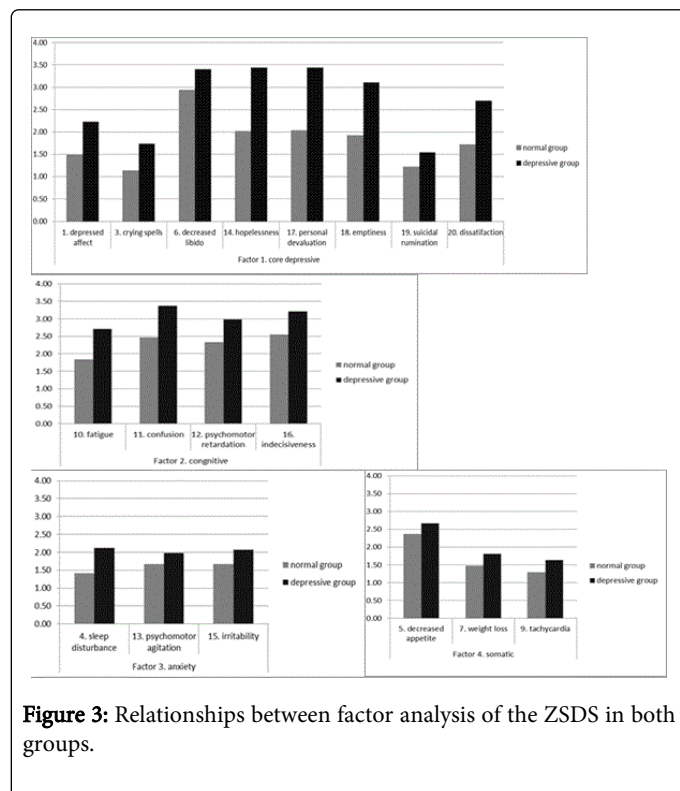 4.00
3.50
3.00
2.50
2.00
1.50
1.00
0.50
0.00
1. depressed affect
3. crying spells
6. decreased libido
14. hopelessness
17. personal devaluation
18. emptiness
19. suicidal rumination
20. dissatifaction
Factor 1. core depressive
normal group
depressive group
4.00
3.50
3.00
2.50
2.00
1.50
1.00
0.50
0.00
10. fatigue
11. confusion
12. psychomotor retardation
16. indecisiveness
Factor 2. congnitive
normal group
depressive group
4.00
3.50
3.00
2.50
2.00
1.50
1.00
0.50
0.00
4. sleep disturbance
13. psychomotor agitation
15. irritability
Factor 3. anxiety
normal group
depressive group
4.00
3.50
3.00
2.50
2.00
1.50
1.00
0.50
0.00
5. decreased appetite
7. weight loss
9. tachycardia
Factor 4. somatic
normal group
depressive group
Figure 3: Relationships between factor analysis of the ZSDS in both
groups.